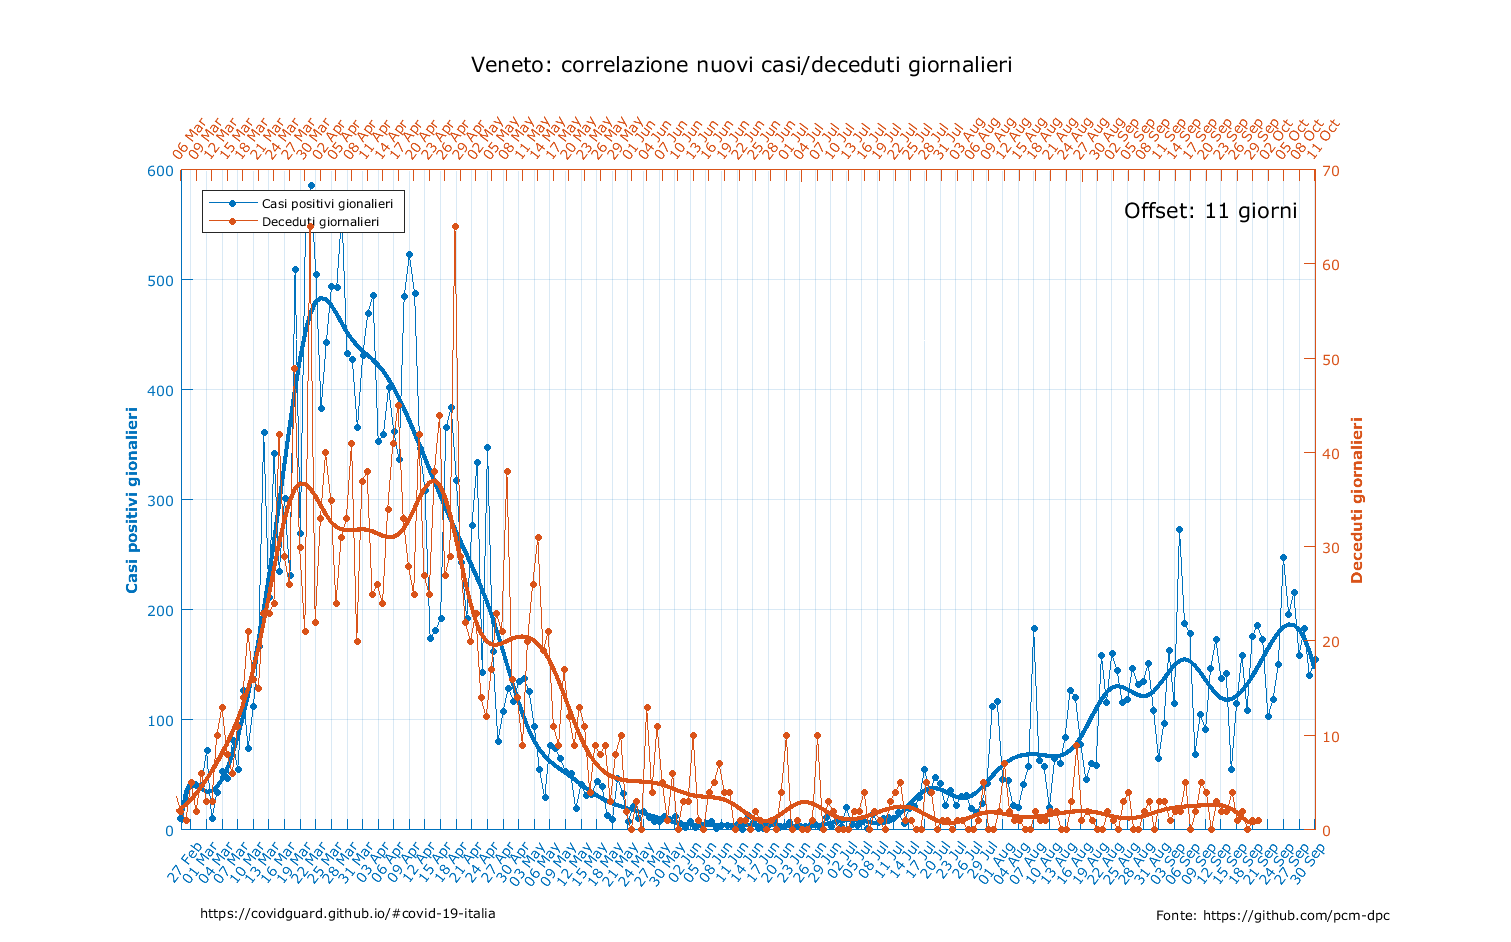 Veneto: correlazione nuovi casi/deceduti giornalieri
06 Mar
09 Mar
12 Mar
15 Mar
18 Mar
21 Mar
24 Mar
27 Mar
30 Mar
02 Apr
05 Apr
08 Apr
11 Apr
14 Apr
17 Apr
20 Apr
23 Apr
26 Apr
29 Apr
02 May
05 May
08 May
11 May
14 May
17 May
20 May
23 May
26 May
29 May
01 Jun
04 Jun
07 Jun
10 Jun
13 Jun
16 Jun
19 Jun
22 Jun
25 Jun
28 Jun
01 Jul
04 Jul
07 Jul
10 Jul
13 Jul
16 Jul
19 Jul
22 Jul
25 Jul
28 Jul
31 Jul
03 Aug
06 Aug
09 Aug
12 Aug
15 Aug
18 Aug
21 Aug
24 Aug
27 Aug
30 Aug
02 Sep
05 Sep
08 Sep
11 Sep
14 Sep
17 Sep
20 Sep
23 Sep
26 Sep
29 Sep
02 Oct
05 Oct
08 Oct
11 Oct
Casi positivi gionalieri
Deceduti giornalieri
Offset: 11 giorni
600
500
400
300
200
100
0
Casi positivi gionalieri
70
60
50
40
30
20
10
0
Deceduti giornalieri
27 Feb
01 Mar
04 Mar
07 Mar
10 Mar
13 Mar
16 Mar
19 Mar
22 Mar
25 Mar
28 Mar
31 Mar
03 Apr
06 Apr
09 Apr
12 Apr
15 Apr
18 Apr
21 Apr
24 Apr
27 Apr
30 Apr
03 May
06 May
09 May
12 May
15 May
18 May
21 May
24 May
27 May
30 May
02 Jun
05 Jun
08 Jun
11 Jun
14 Jun
17 Jun
20 Jun
23 Jun
26 Jun
29 Jun
02 Jul
05 Jul
08 Jul
11 Jul
14 Jul
17 Jul
20 Jul
23 Jul
26 Jul
29 Jul
01 Aug
04 Aug
07 Aug
10 Aug
13 Aug
16 Aug
19 Aug
22 Aug
25 Aug
28 Aug
31 Aug
03 Sep
06 Sep
09 Sep
12 Sep
15 Sep
18 Sep
21 Sep
24 Sep
27 Sep
30 Sep
https://covidguard.github.io/#covid-19-italia
Fonte: https://github.com/pcm-dpc